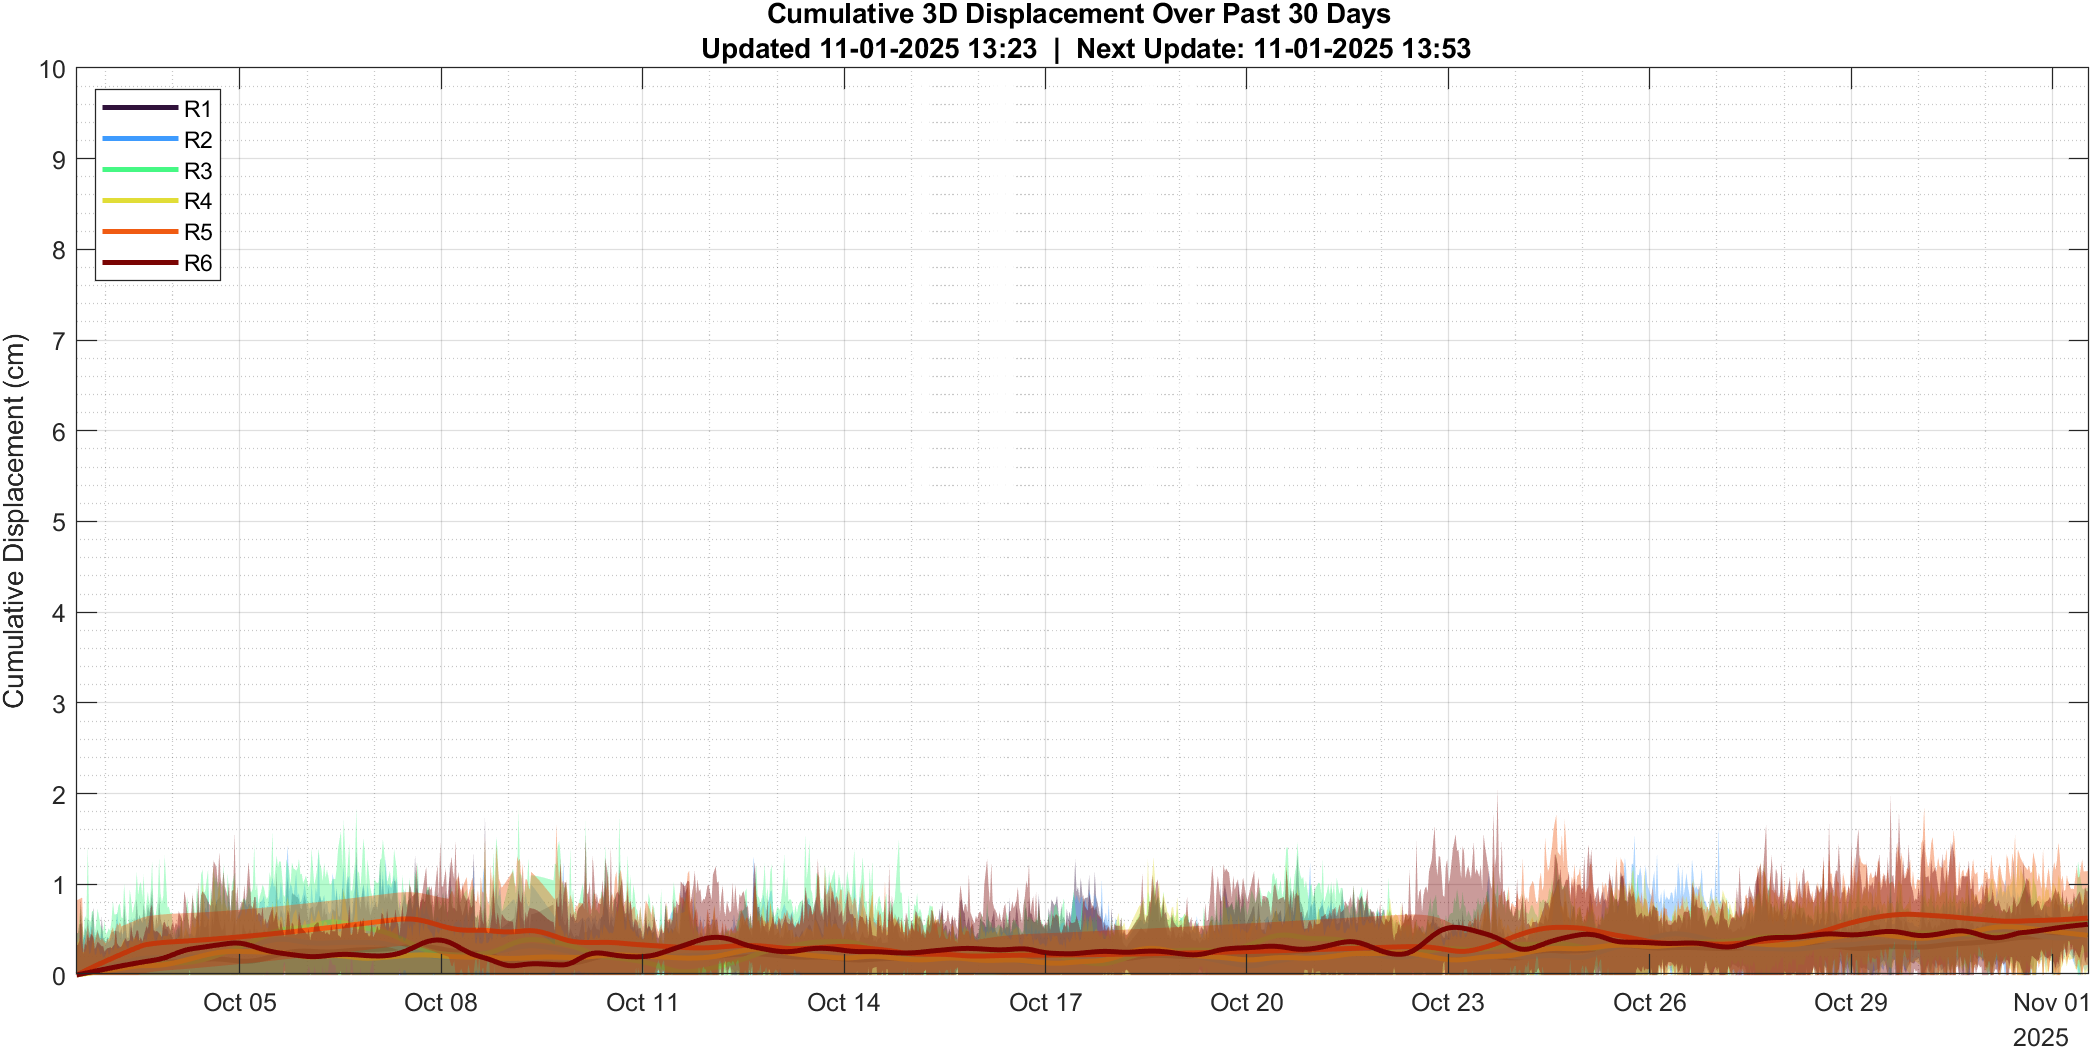 Cumulative 3D Displacement Over Past 30 Days
Updated 11-01-2025 13:23 | Next Update: 11-01-2025 13:53
Cumulative Displacement (cm)
10
9
8
7
6
5
4
3
2
1
0
R1
R2
R3
R4
R5
R6
Oct 05 Oct 08 Oct 11 Oct 14 Oct 17 Oct 20 Oct 23 Oct 26 Oct 29 Nov 01
2025